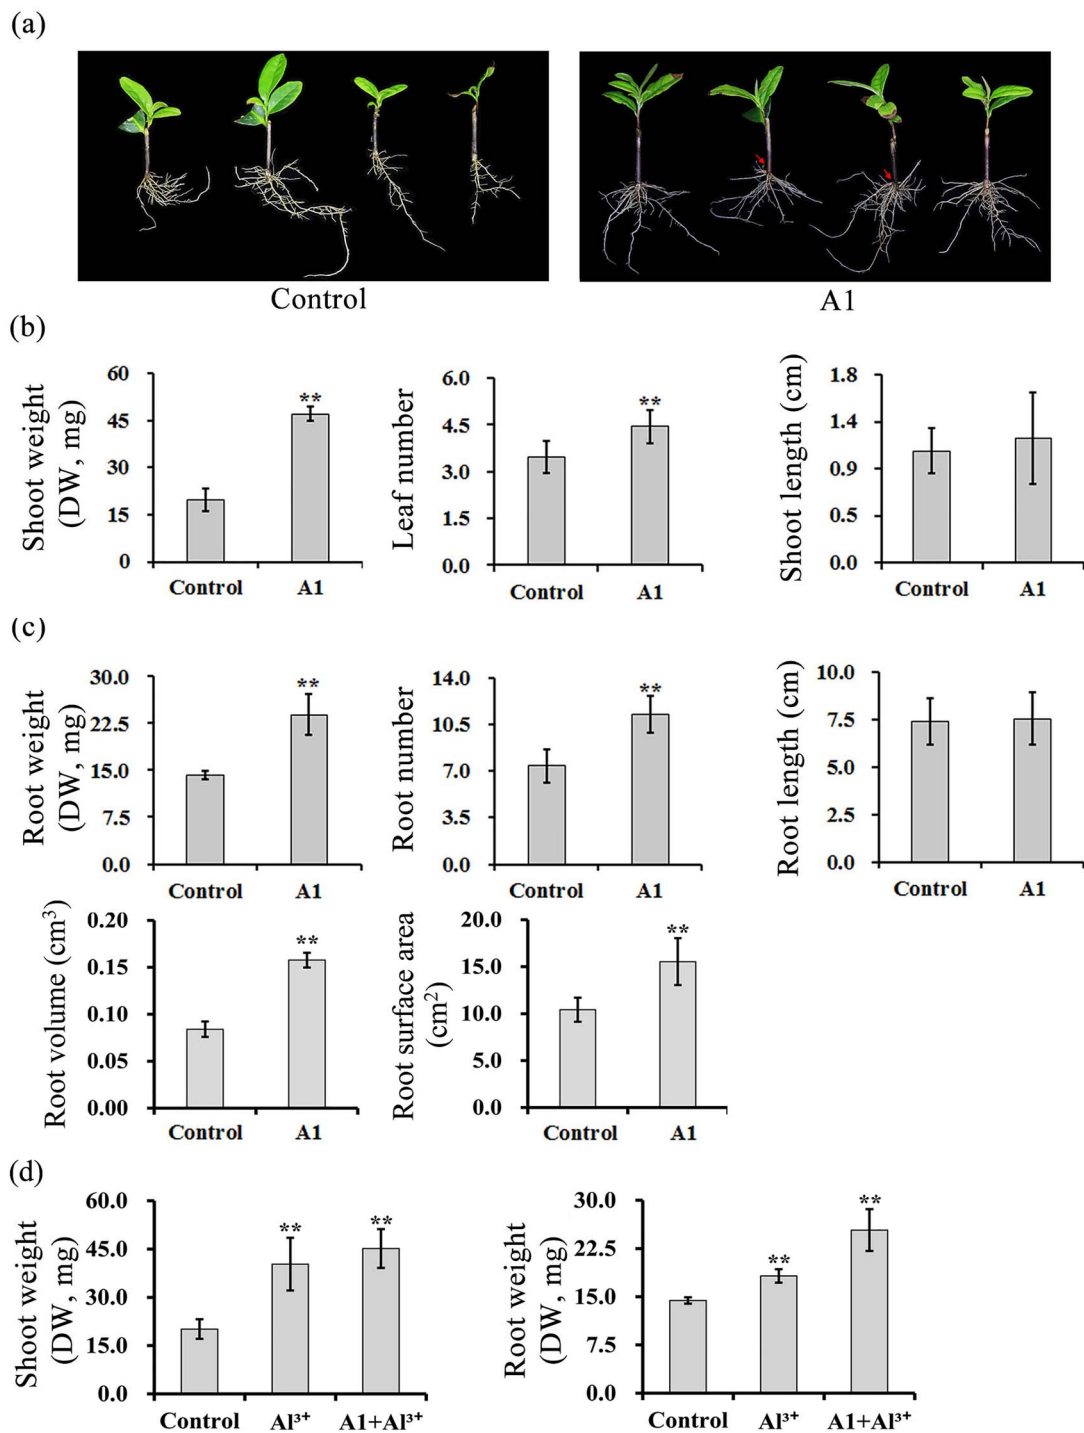 (a)
Control
A1
(b)
Shoot weight
(DW, mg)
60
45
30
15
0
**
Control
A1
Leaf number
6.0
4.5
3.0
1.5
0.0
**
Control
A1
Shoot length (cm)
1.8
1.4
0.9
0.5
0.0
Control
A1
(c)
Root weight
(DW, mg)
30.0
22.5
15.0
7.5
0.0
**
Control
A1
Root number
14.0
10.5
7.0
3.5
0.0
**
Control
A1
Root length (cm)
10.0
7.5
5.0
2.5
0.0
Control
A1
Root volume (cm³)
0.20
0.15
0.10
0.05
0.00
**
Control
A1
Root surface area
(cm²)
20.0
15.0
10.0
5.0
0.0
**
Control
A1
(d)
Shoot weight
(DW, mg)
60.0
45.0
30.0
15.0
0.0
**
**
Control
Al³⁺
A1+Al³⁺
Root weight
(DW, mg)
30.0
22.5
15.0
7.5
0.0
**
**
Control
Al³⁺
A1+Al³⁺